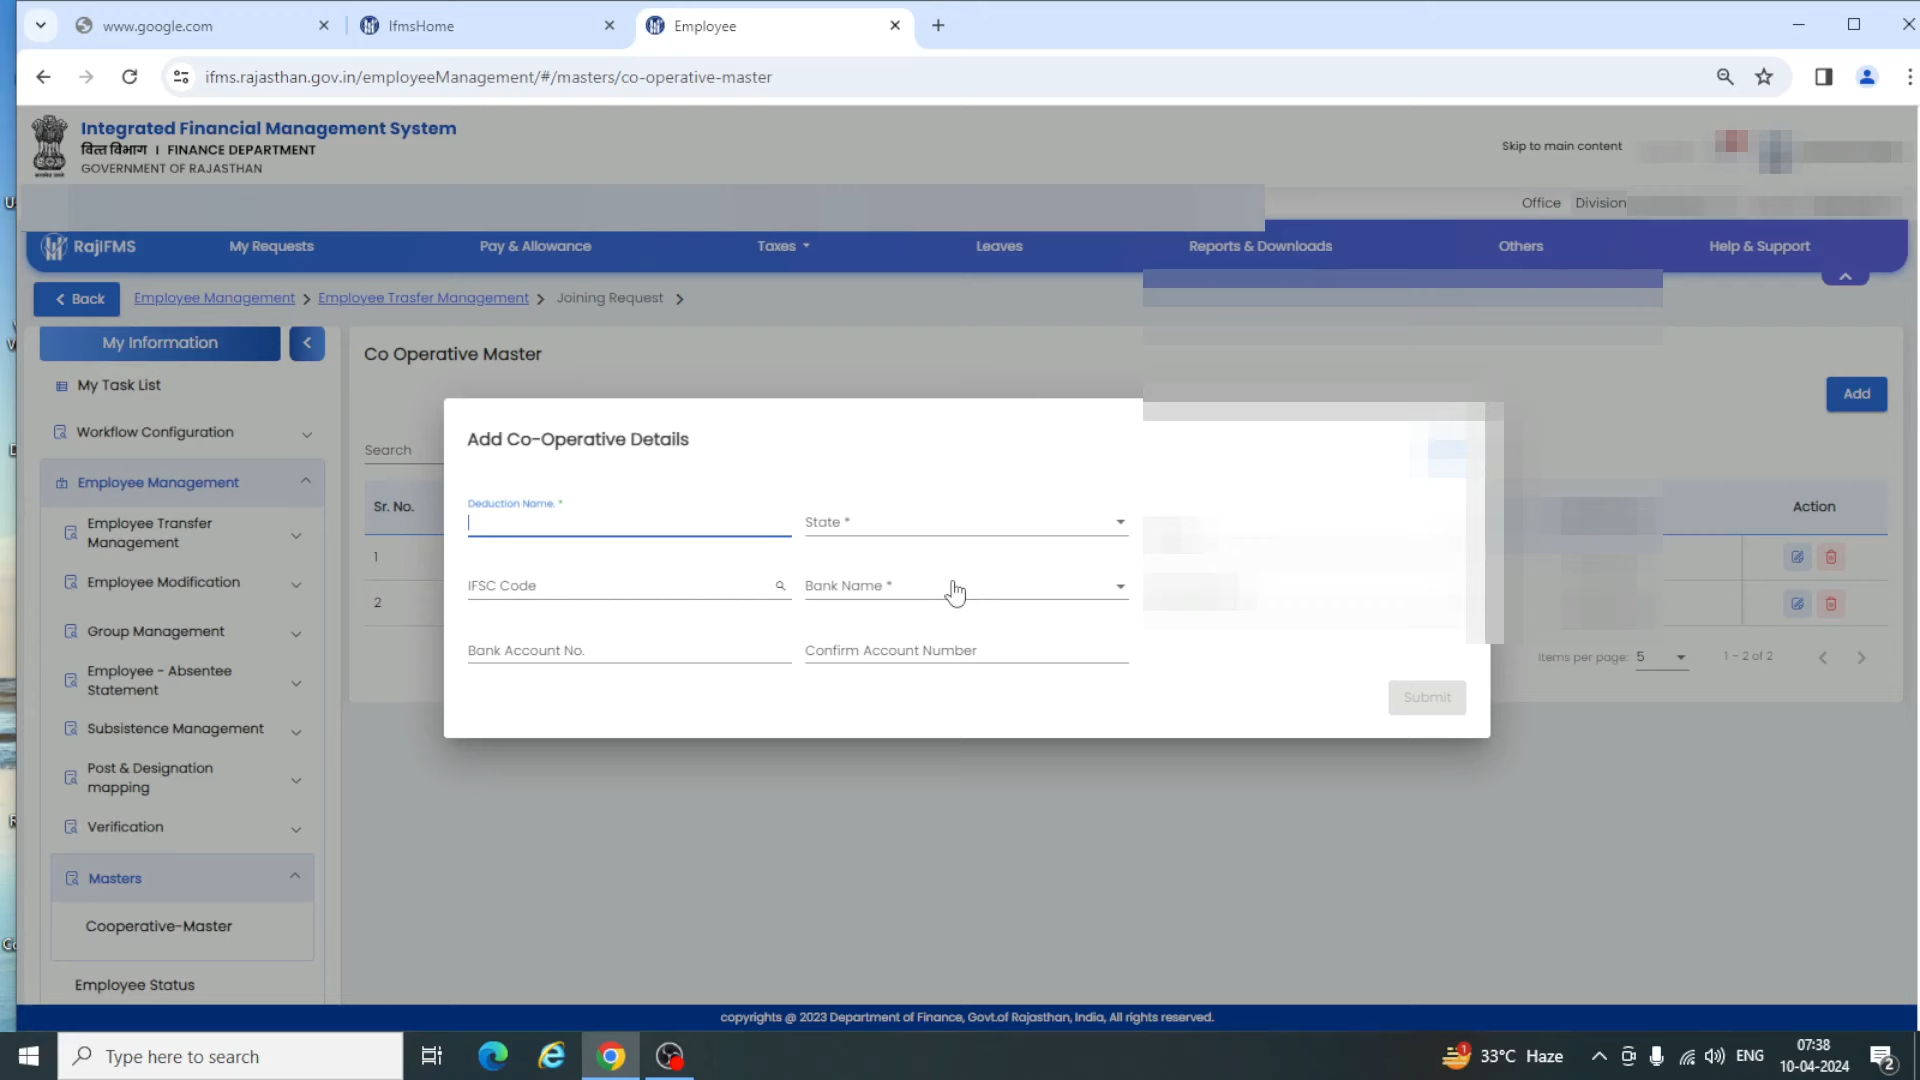 www.google.com
IfmsHome
Employee
ifms.rajasthan.gov.in/employeeManagement/#/masters/co-operative-master
Integrated Financial Management System
वित्त विभाग | FINANCE DEPARTMENT
GOVERNMENT OF RAJASTHAN
Skip to main content
Office Division
RajIFMS My Requests Pay & Allowance Taxes Leaves Reports & Downloads Others Help & Support
Back Employee Management > Employee Trasfer Management > Joining Request >
My Information
My Task List
Workflow Configuration
Employee Management
Employee Transfer
Management
Employee Modification
Group Management
Employee - Absentee
Statement
Subsistence Management
Post & Designation
mapping
Verification
Masters
Cooperative-Master
Employee Status
Co Operative Master
Add
Search
Sr. No.
Action
1
2
Items per page: 5 1 – 2 of 2
Add Co-Operative Details
Deduction Name. *
State *
IFSC Code
Bank Name *
Bank Account No.
Confirm Account Number
Submit
copyrights @ 2023 Department of Finance, Govt.of Rajasthan, India, All rights reserved.
Type here to search
1
33°C Haze
ENG
07:38
10-04-2024
2